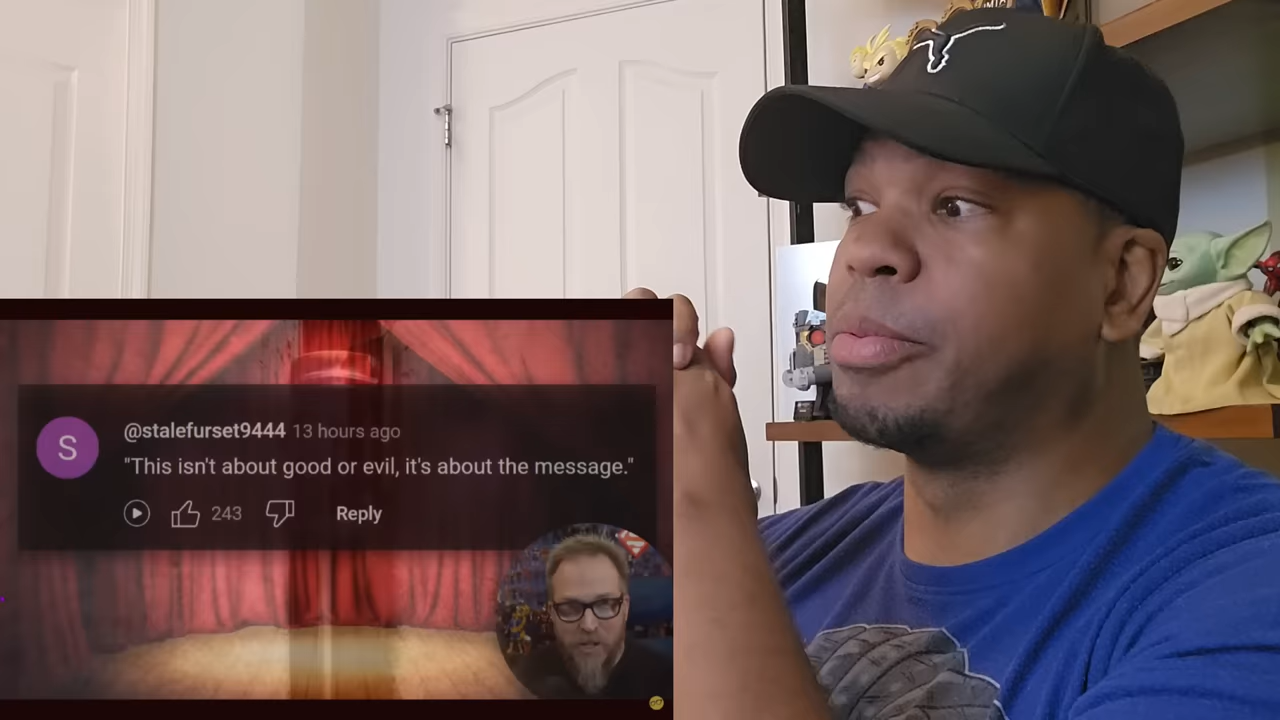 @stalefurset9444 13 hours ago
"This isn't about good or evil, it's about the message."
243
Reply